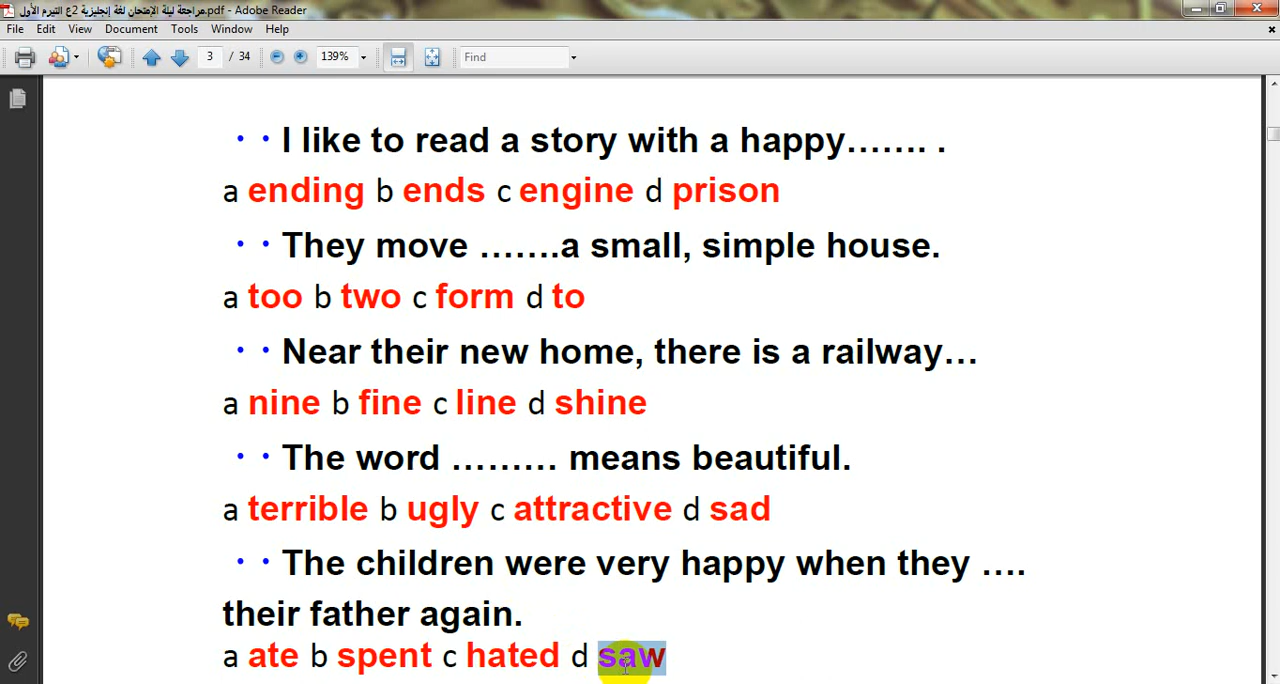 مراجعة ليلة الإمتحان لغة إنجليزية 2ع التيرم الأول.pdf - Adobe Reader
File Edit View Document Tools Window Help
3 / 34 139% Find
I like to read a story with a happy……. .
a ending b ends c engine d prison
They move …….a small, simple house.
a too b two c form d to
Near their new home, there is a railway…
a nine b fine c line d shine
The word ……… means beautiful.
a terrible b ugly c attractive d sad
The children were very happy when they ….
their father again.
a ate b spent c hated d saw